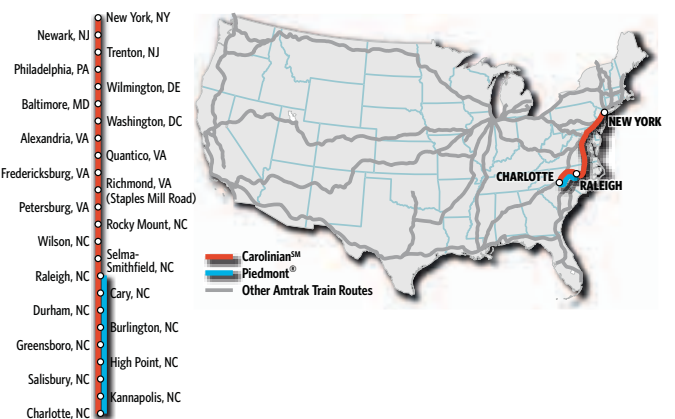 New York, NY
Newark, NJ
Trenton, NJ
Philadelphia, PA
Wilmington, DE
Baltimore, MD
Washington, DC
Alexandria, VA
Quantico, VA
Fredericksburg, VA
Richmond, VA
(Staples Mill Road)
Petersburg, VA
Rocky Mount, NC
Wilson, NC
Selma-
Smithfield, NC
Raleigh, NC
Cary, NC
Durham, NC
Burlington, NC
Greensboro, NC
High Point, NC
Salisbury, NC
Kannapolis, NC
Charlotte, NC
NEW YORK
CHARLOTTE
RALEIGH
Carolinian℠
Piedmont®
Other Amtrak Train Routes